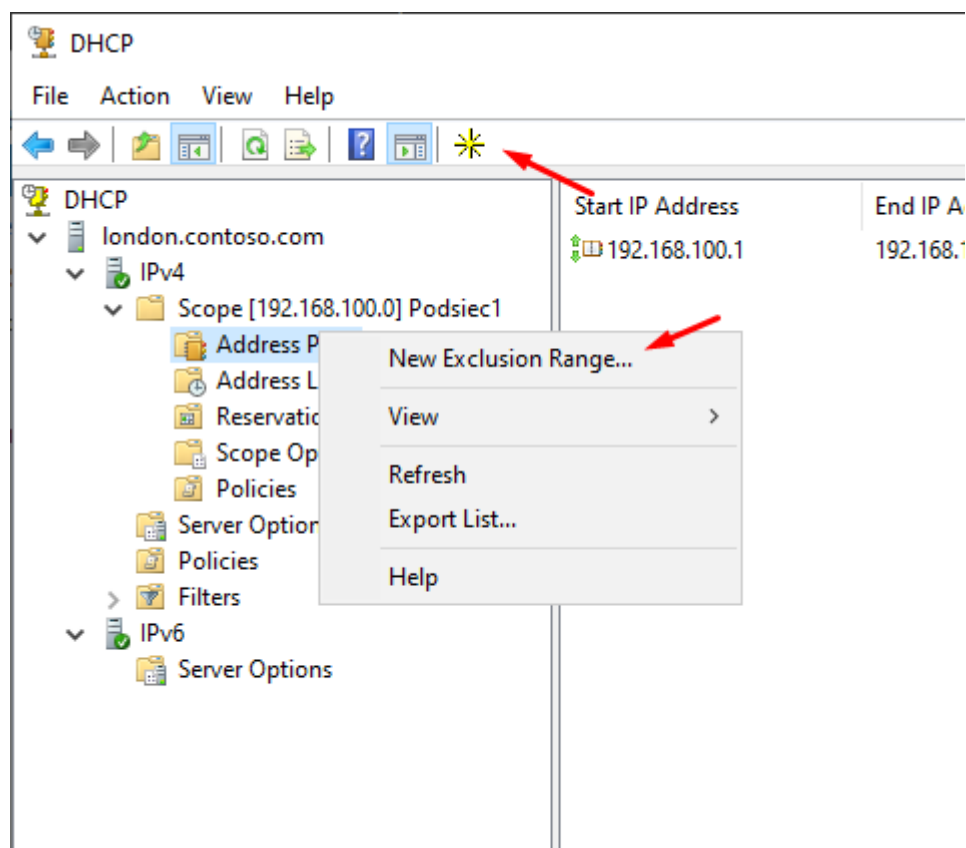 DHCP
File Action View Help
DHCP
london.contoso.com
IPv4
Scope [192.168.100.0] Podsiec1
Address P
Address L
Reservatic
Scope Op
Policies
Server Option
Policies
Filters
IPv6
Server Options
Start IP Address End IP A
192.168.100.1 192.168.1
New Exclusion Range...
View
Refresh
Export List...
Help